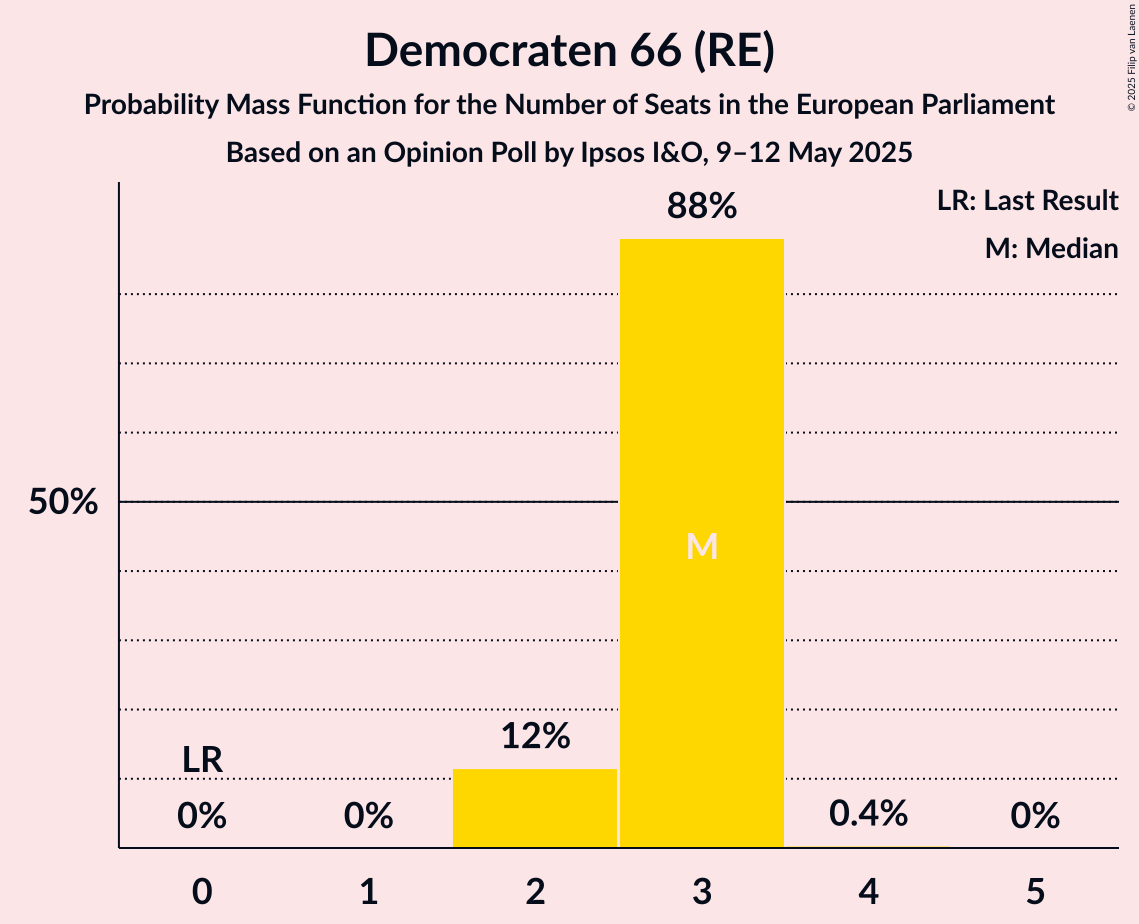 Democraten 66 (RE)
Probability Mass Function for the Number of Seats in the European Parliament
Based on an Opinion Poll by Ipsos I&O, 9–12 May 2025
© 2025 Filip van Laenen
LR: Last Result
M: Median
88%
50%
M
12%
LR
0%
0%
0.4%
0%
0
1
2
3
4
5